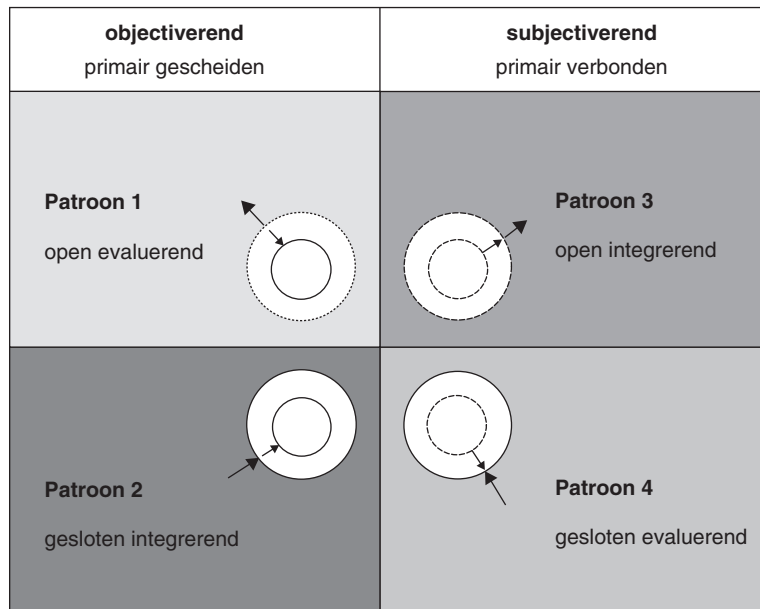 objectiverend
primair gescheiden
subjectiverend
primair verbonden
Patroon 1
open evaluerend
Patroon 3
open integrerend
Patroon 2
gesloten integrerend
Patroon 4
gesloten evaluerend